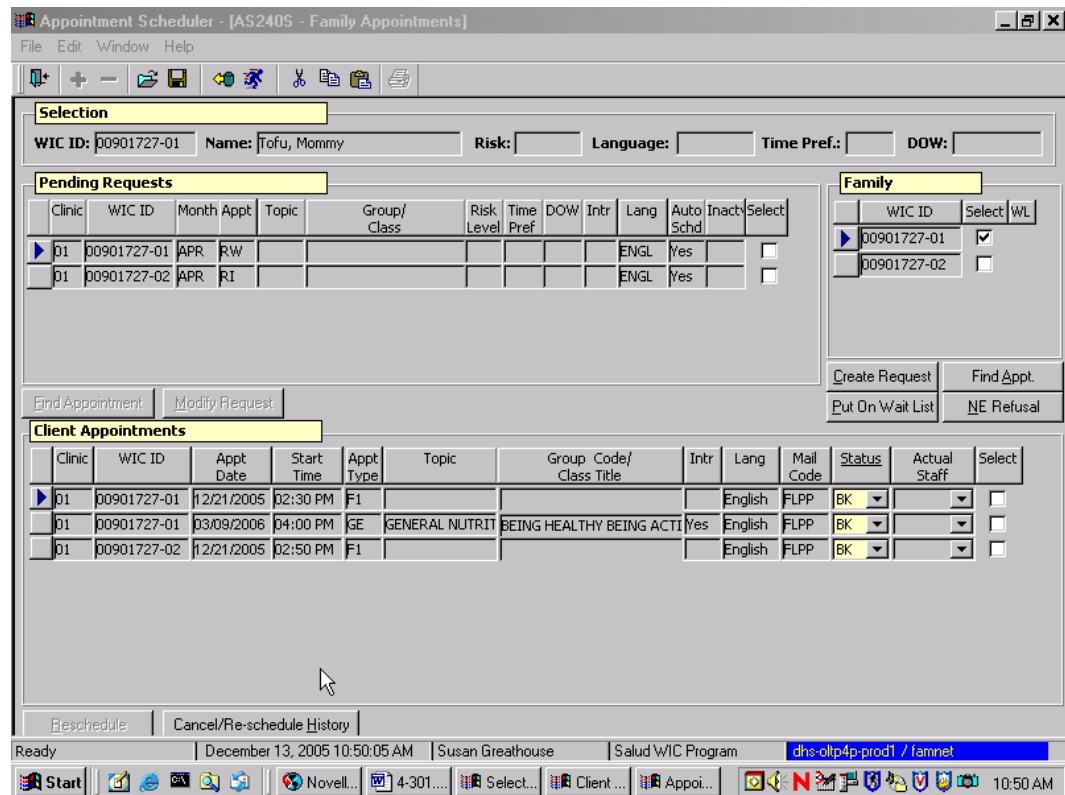 Appointment Scheduler - [AS240S - Family Appointments]
File Edit Window Help
Selection
WIC ID: 00901727-01 Name: Tofu, Mommy Risk: Language: Time Pref.: DOW:
Pending Requests
Clinic WIC ID Month Appt Topic Group/ Class Risk Level Time Pref DOW Intr Lang Auto Schd Inactv Select
01 00901727-01 APR RW ENGL Yes
01 00901727-02 APR RI ENGL Yes
Family
WIC ID Select WL
00901727-01
00901727-02
Create Request Find Appt.
Put On Wait List NE Refusal
Find Appointment Modify Request
Client Appointments
Clinic WIC ID Appt Date Start Time Appt Type Topic Group Code/ Class Title Intr Lang Mail Code Status Actual Staff Select
01 00901727-01 12/21/2005 02:30 PM F1 English FLPP BK
01 00901727-01 03/09/2006 04:00 PM GE GENERAL NUTRIT BEING HEALTHY BEING ACTI Yes English FLPP BK
01 00901727-02 12/21/2005 02:50 PM F1 English FLPP BK
Reschedule Cancel/Re-schedule History
Ready December 13, 2005 10:50:05 AM Susan Greathouse Salud WIC Program dhs-oltp4p-prod1 / famnet
Start Novell... 4-301.... Select... Client ... Appoi... 10:50 AM